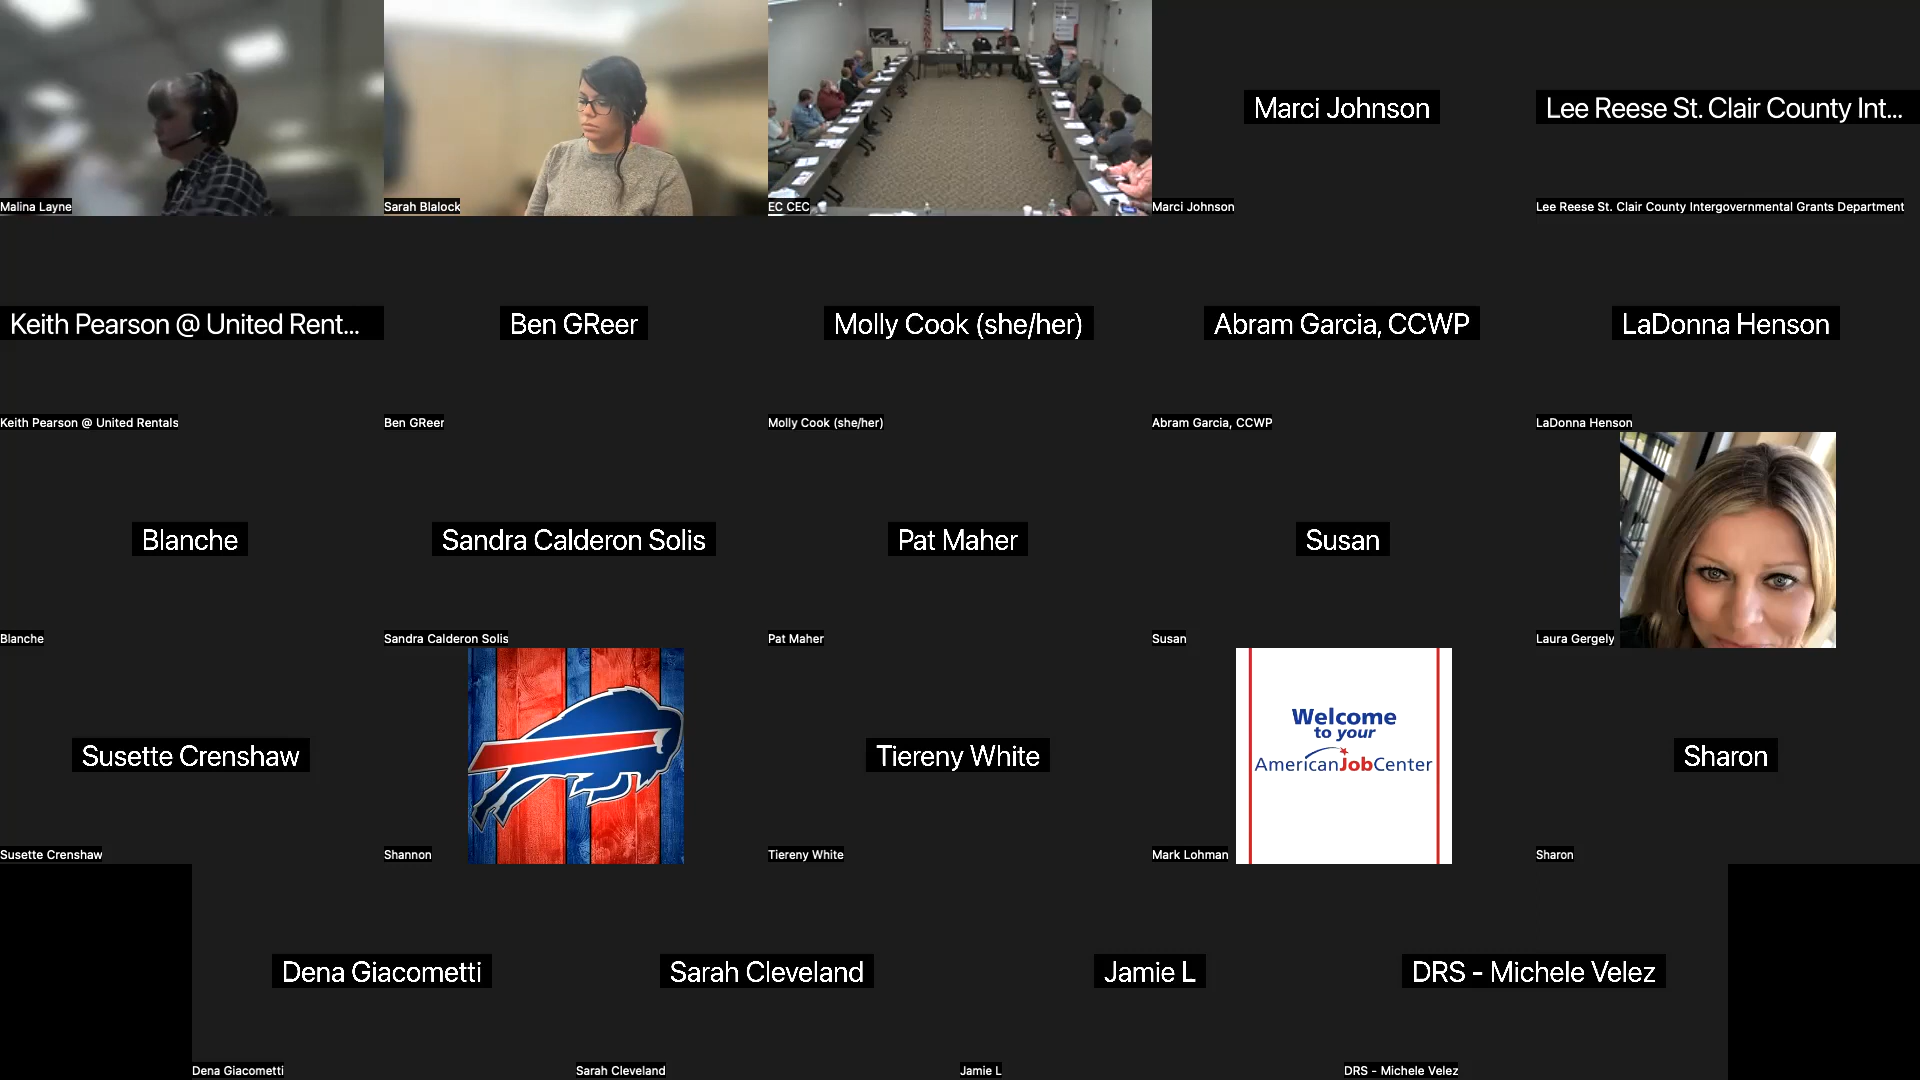 Malina Layne
Sarah Blalock
EC CEC
Marci Johnson
Marci Johnson
Lee Reese St. Clair County Int...
Lee Reese St. Clair County Intergovernmental Grants Department
Keith Pearson @ United Rent...
Keith Pearson @ United Rentals
Ben GReer
Ben GReer
Molly Cook (she/her)
Molly Cook (she/her)
Abram Garcia, CCWP
Abram Garcia, CCWP
LaDonna Henson
LaDonna Henson
Blanche
Blanche
Sandra Calderon Solis
Sandra Calderon Solis
Pat Maher
Pat Maher
Susan
Susan
Laura Gergely
Susette Crenshaw
Susette Crenshaw
Shannon
Tiereny White
Tiereny White
Welcome
to your
AmericanJobCenter
Mark Lohman
Sharon
Sharon
Dena Giacometti
Dena Giacometti
Sarah Cleveland
Sarah Cleveland
Jamie L
Jamie L
DRS - Michele Velez
DRS - Michele Velez